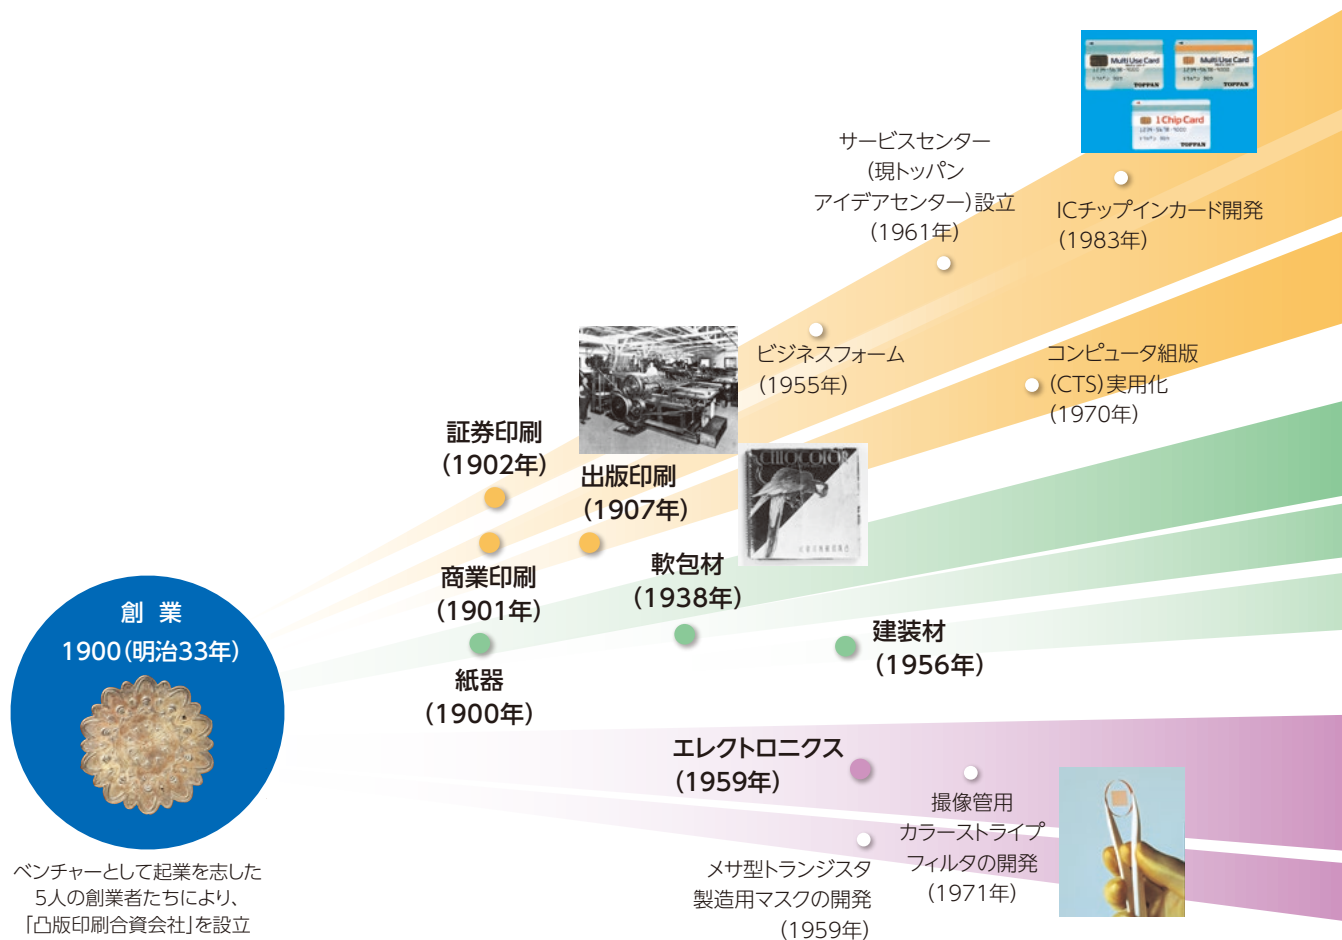 Multi Use Card
1234-5678-9000
TOPPAN
Multi Use Card
1234-5678-9000
TOPPAN
1 Chip Card
1234-5678-9000
TOPPAN
サービスセンター
(現トッパン
アイデアセンター)設立
(1961年)
ICチップインカード開発
(1983年)
ビジネスフォーム
(1955年)
コンピュータ組版
(CTS)実用化
(1970年)
証券印刷
(1902年)
出版印刷
(1907年)
商業印刷
(1901年)
軟包材
(1938年)
紙器
(1900年)
建装材
(1956年)
創業
1900(明治33年)
ベンチャーとして起業を志した
5人の創業者たちにより、
「凸版印刷合資会社」を設立
エレクトロニクス
(1959年)
撮像管用
カラーストライプ
フィルタの開発
(1971年)
メサ型トランジスタ
製造用マスクの開発
(1959年)